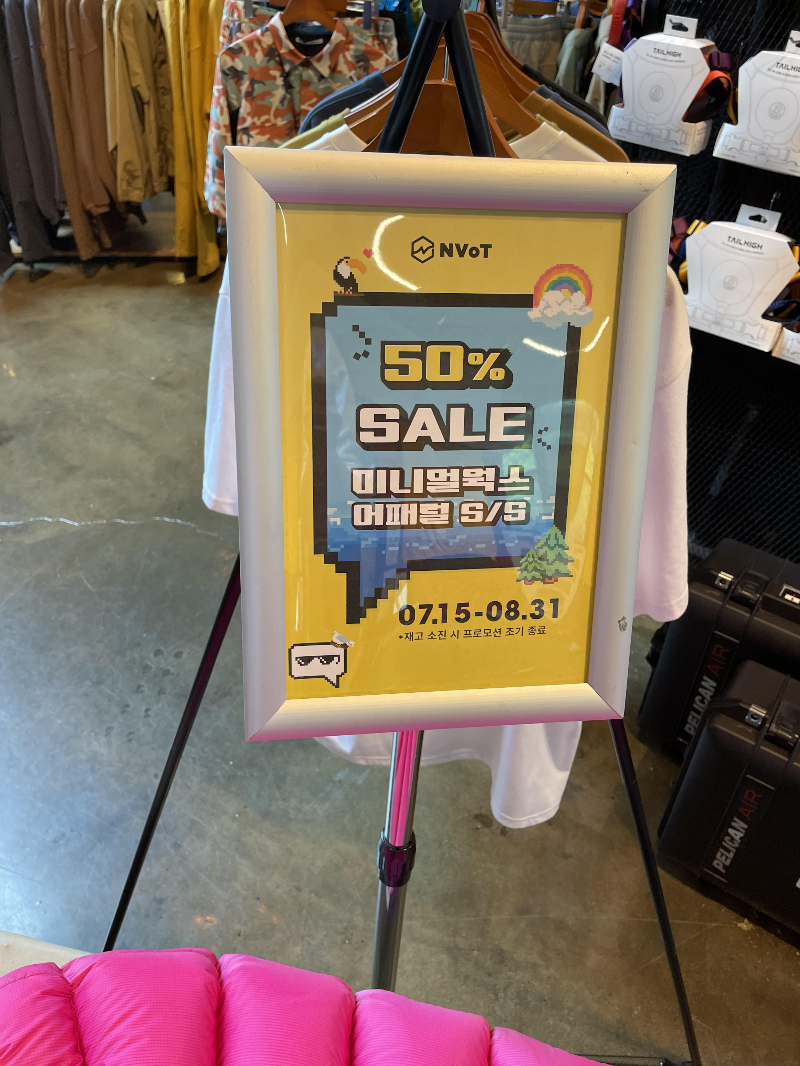 NVoT
50%
SALE
미니멀웍스
어패럴 S/S
07.15-08.31
*재고 소진 시 프로모션 조기 종료
TAILHIGH
TAILHIGH
TAILHIGH
PELICAN AIR
PELICAN AIR